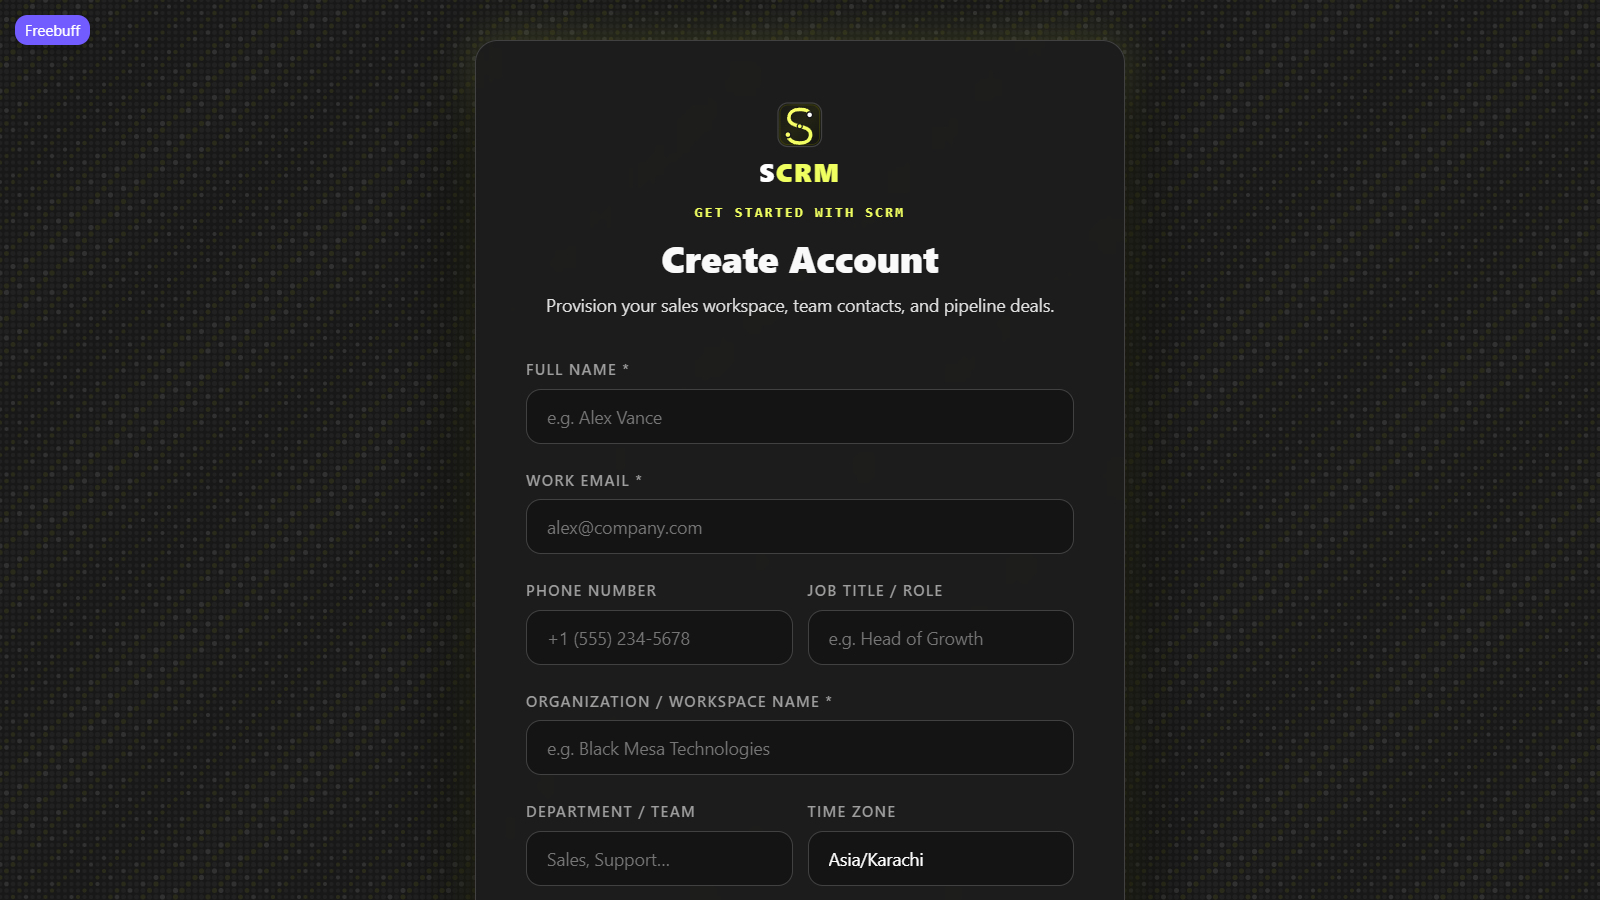 Freebuff
SCRM
GET STARTED WITH SCRM
Create Account
Provision your sales workspace, team contacts, and pipeline deals.
FULL NAME *
e.g. Alex Vance
WORK EMAIL *
alex@company.com
PHONE NUMBER
JOB TITLE / ROLE
+1 (555) 234-5678
e.g. Head of Growth
ORGANIZATION / WORKSPACE NAME *
e.g. Black Mesa Technologies
DEPARTMENT / TEAM
TIME ZONE
Sales, Support...
Asia/Karachi